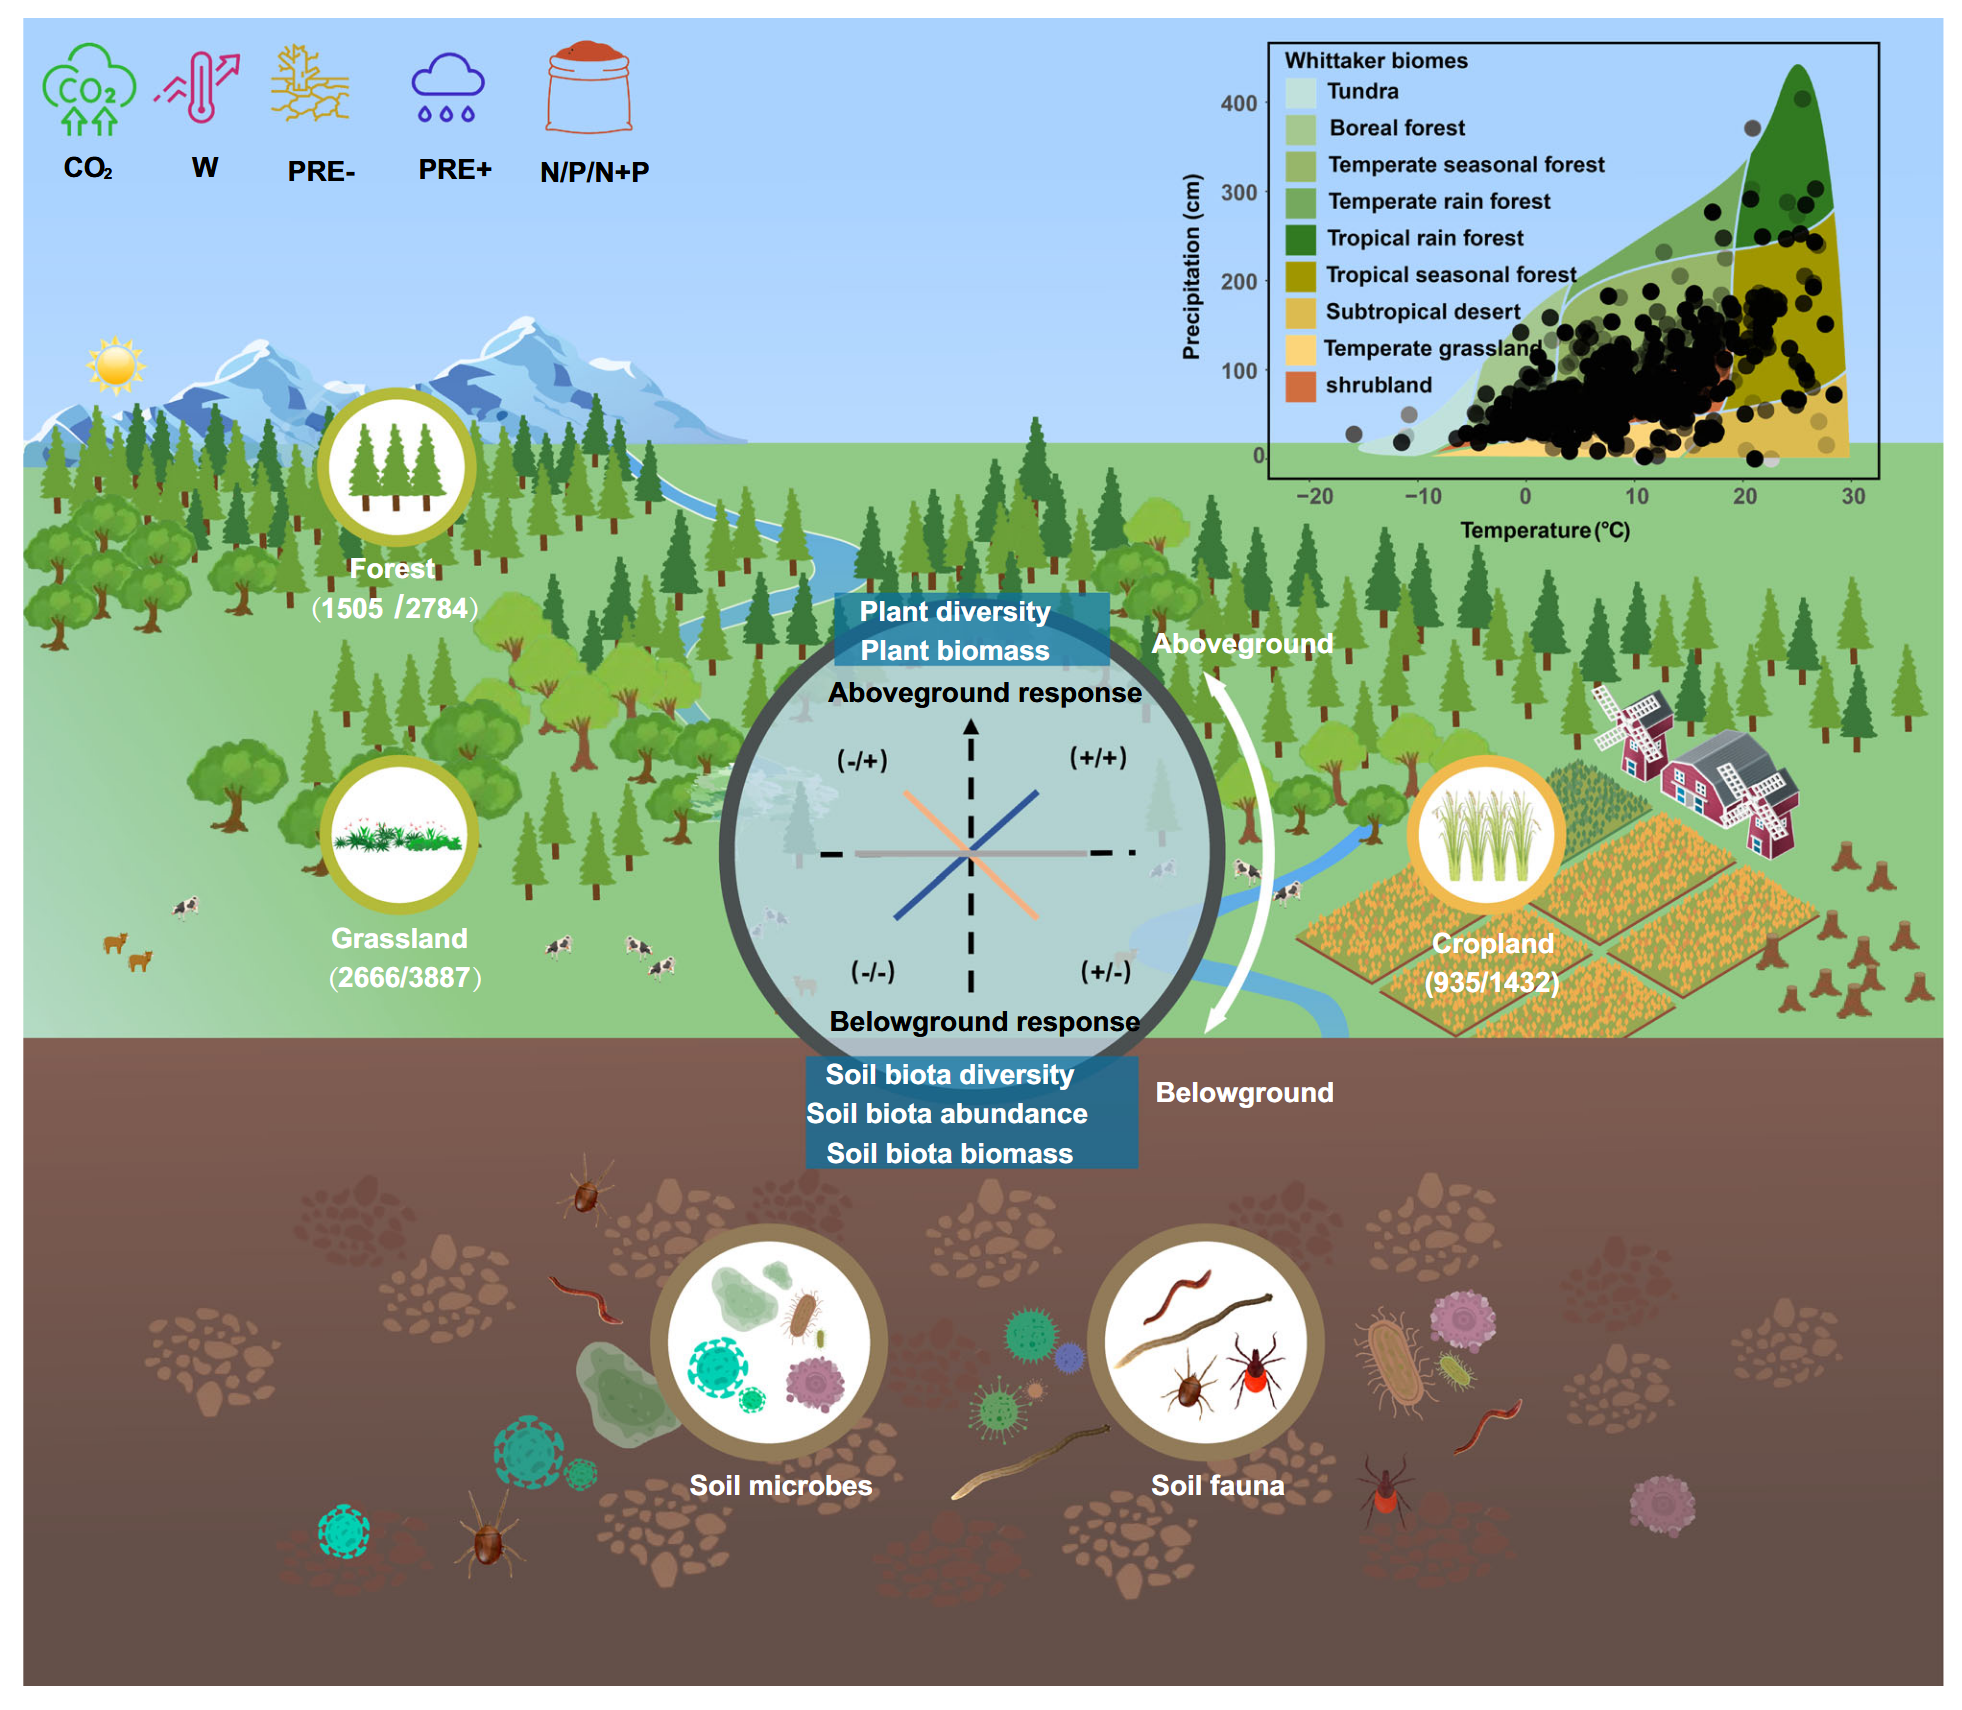 CO₂
CO₂
W
PRE-
PRE+
N/P/N+P
Whittaker biomes
Tundra
Boreal forest
Temperate seasonal forest
Temperate rain forest
Tropical rain forest
Tropical seasonal forest
Subtropical desert
Temperate grassland
shrubland
Precipitation (cm)
400
300
200
100
0
−20
−10
0
10
20
30
Temperature (°C)
Forest
(1505 /2784)
Plant diversity
Plant biomass
Aboveground
Aboveground response
(-/+)
(+/+)
(-/-)
(+/-)
Belowground response
Grassland
(2666/3887)
Cropland
(935/1432)
Soil biota diversity
Soil biota abundance
Soil biota biomass
Belowground
Soil microbes
Soil fauna